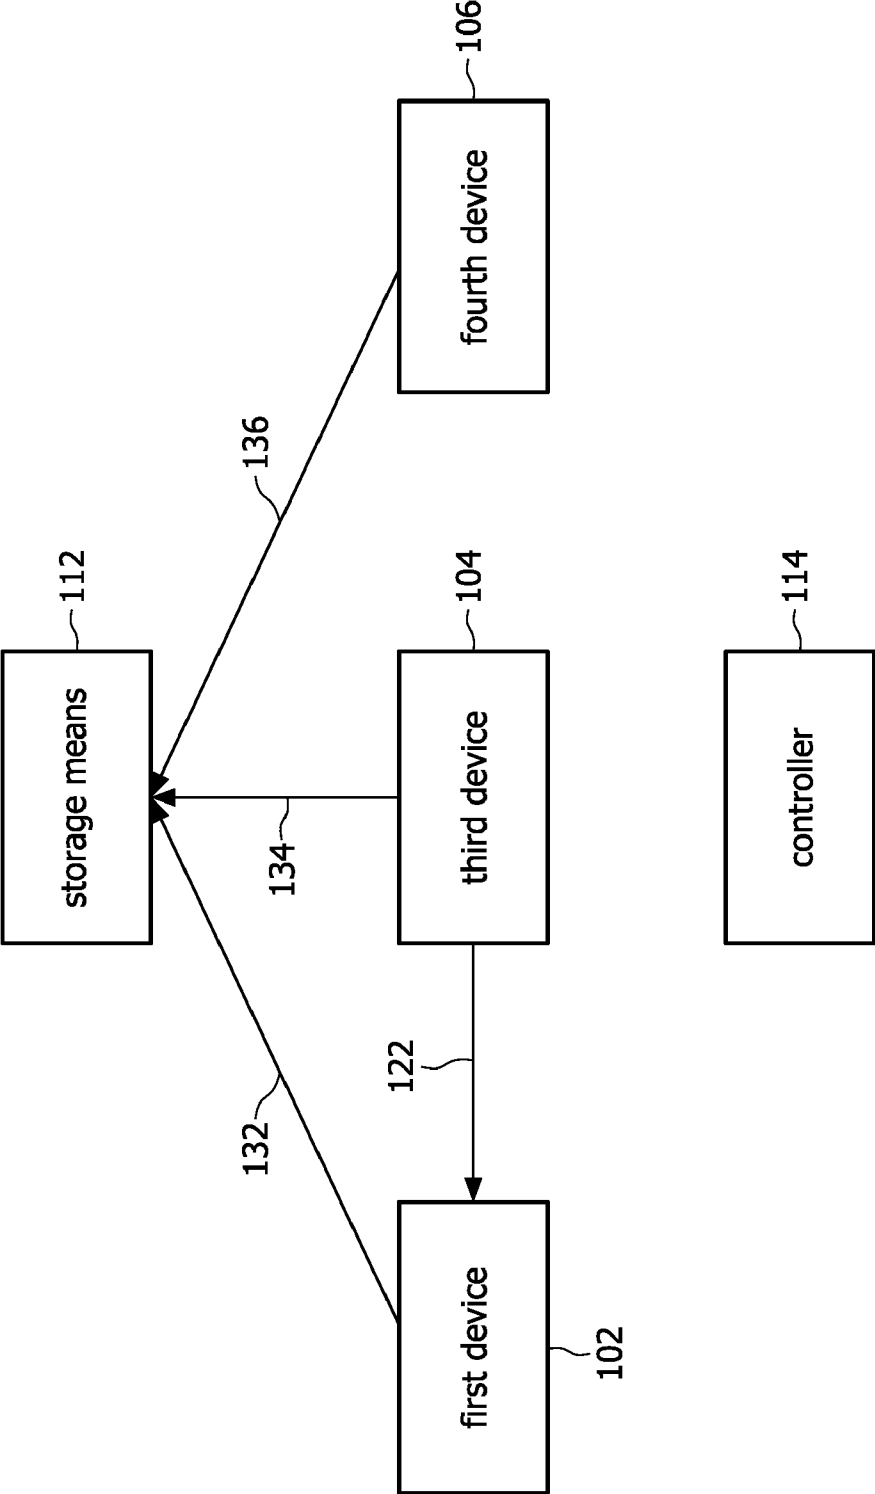 112
storage means
132
134
136
122
102
first device
104
third device
106
fourth device
114
controller